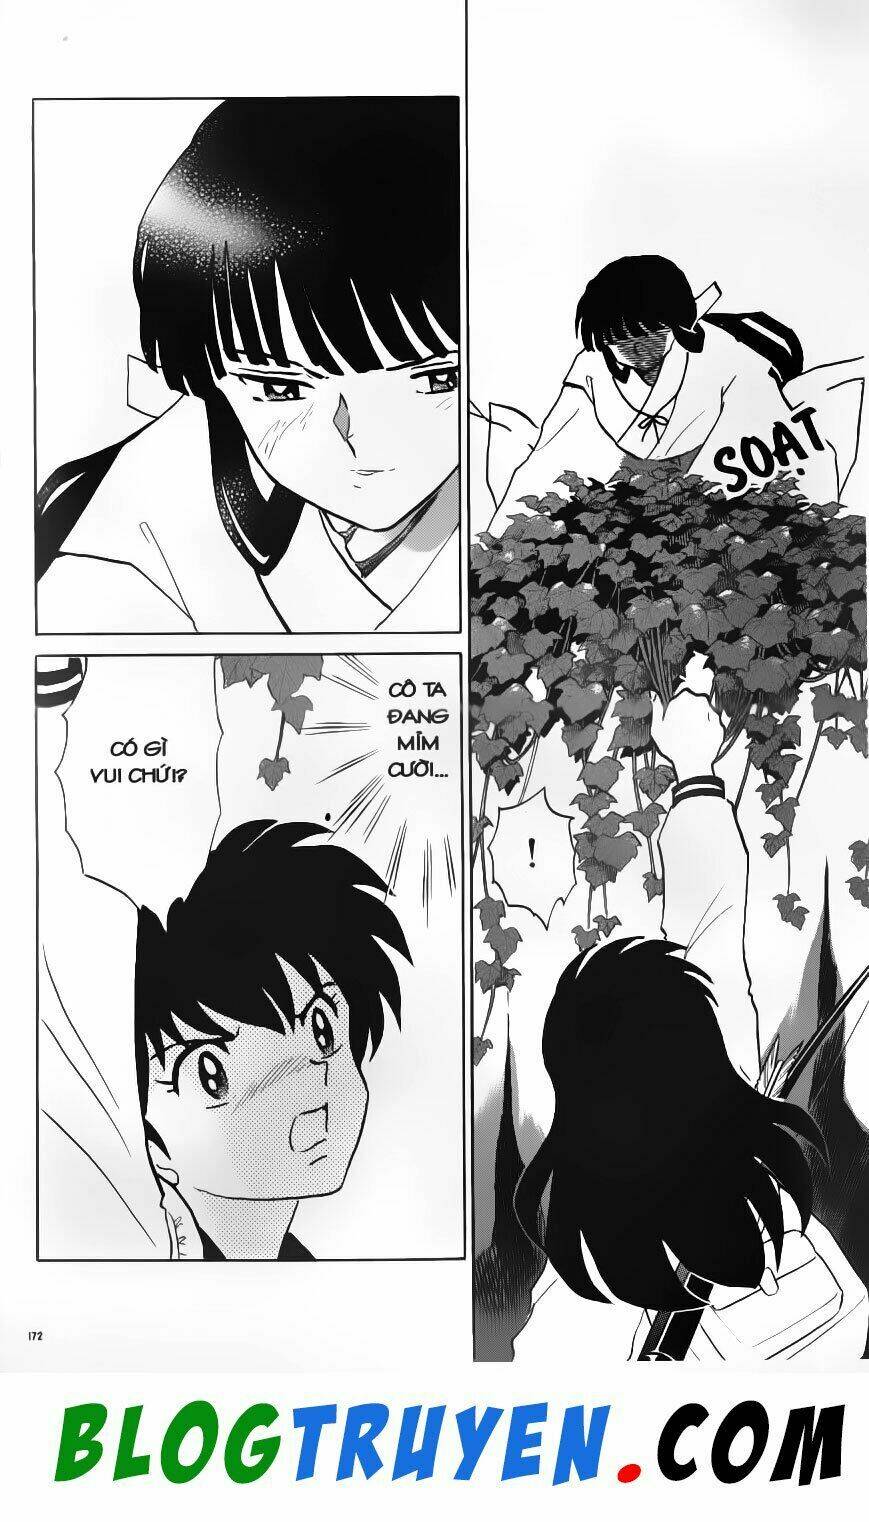 SOẠT
!
CÔ TA
ĐANG
MỈM
CƯỜI...
CÓ GÌ
VUI CHỨ!?
172
BLOGTRUYEN.COM